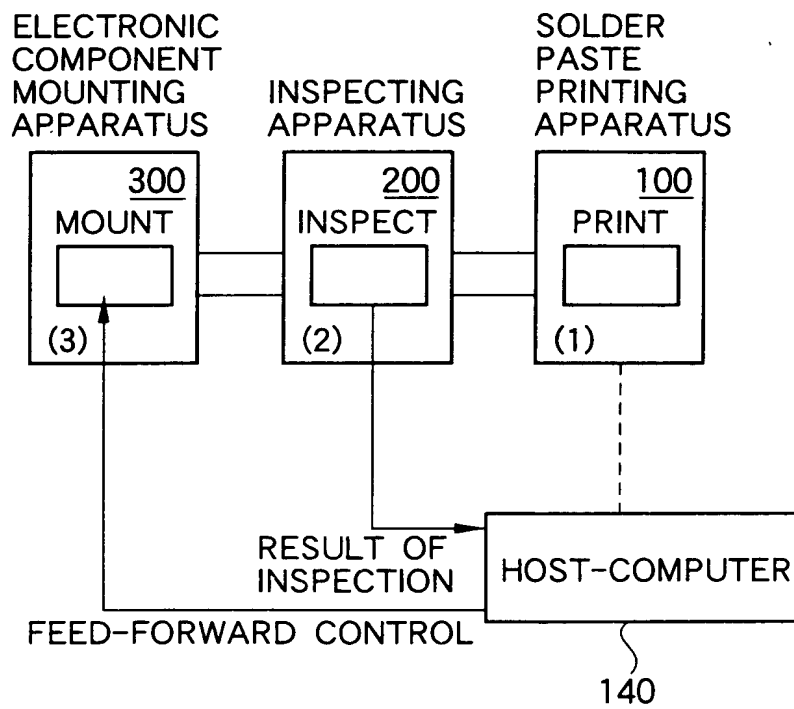 ELECTRONIC
COMPONENT
MOUNTING
APPARATUS
INSPECTING
APPARATUS
SOLDER
PASTE
PRINTING
APPARATUS
300
MOUNT
(3)
200
INSPECT
(2)
100
PRINT
(1)
RESULT OF
INSPECTION
HOST-COMPUTER
FEED-FORWARD CONTROL
140